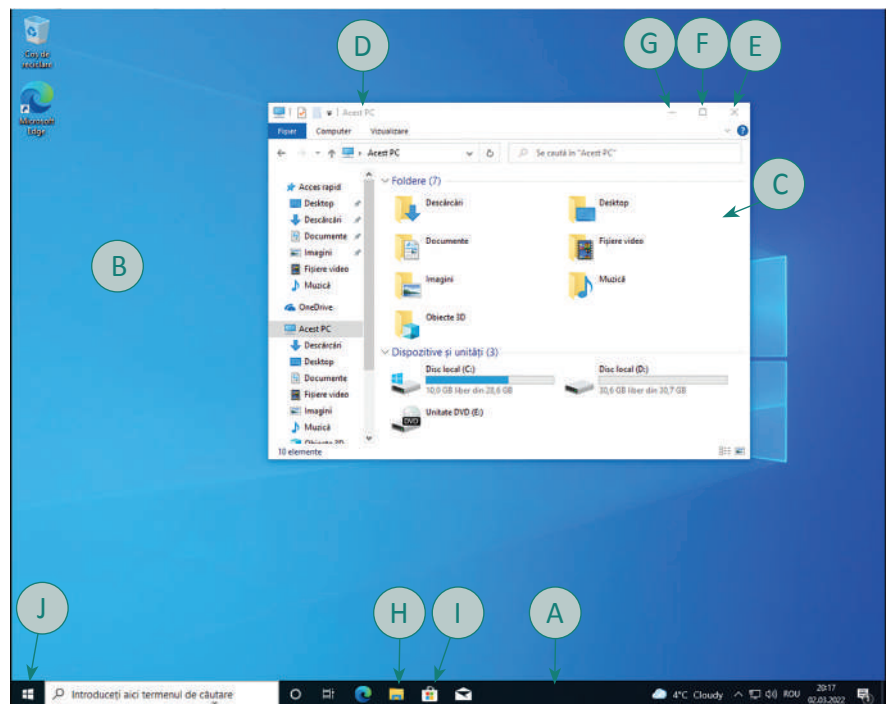 D
G
F
E
Coș de
reciclare
Microsoft
Edge
Acest PC
Fișier Computer Vizualizare
Acest PC
Se caută în "Acest PC"
C
B
Acces rapid
Desktop
Descărcări
Documente
Imagini
Fișiere video
Muzică
OneDrive
Acest PC
Descărcări
Desktop
Documente
Fișiere video
Imagini
Muzică
Obiecte 3D
Foldere (7)
Descărcări
Desktop
Documente
Fișiere video
Imagini
Muzică
Obiecte 3D
Dispozitive și unități (3)
Disc local (C:)
10,0 GB liber din 28,6 GB
Disc local (D:)
30,6 GB liber din 30,7 GB
Unitate DVD (E:)
DVD
10 elemente
J
H
I
A
Introduceți aici termenul de căutare
4°C Cloudy
ROU
20:17
02.03.2022